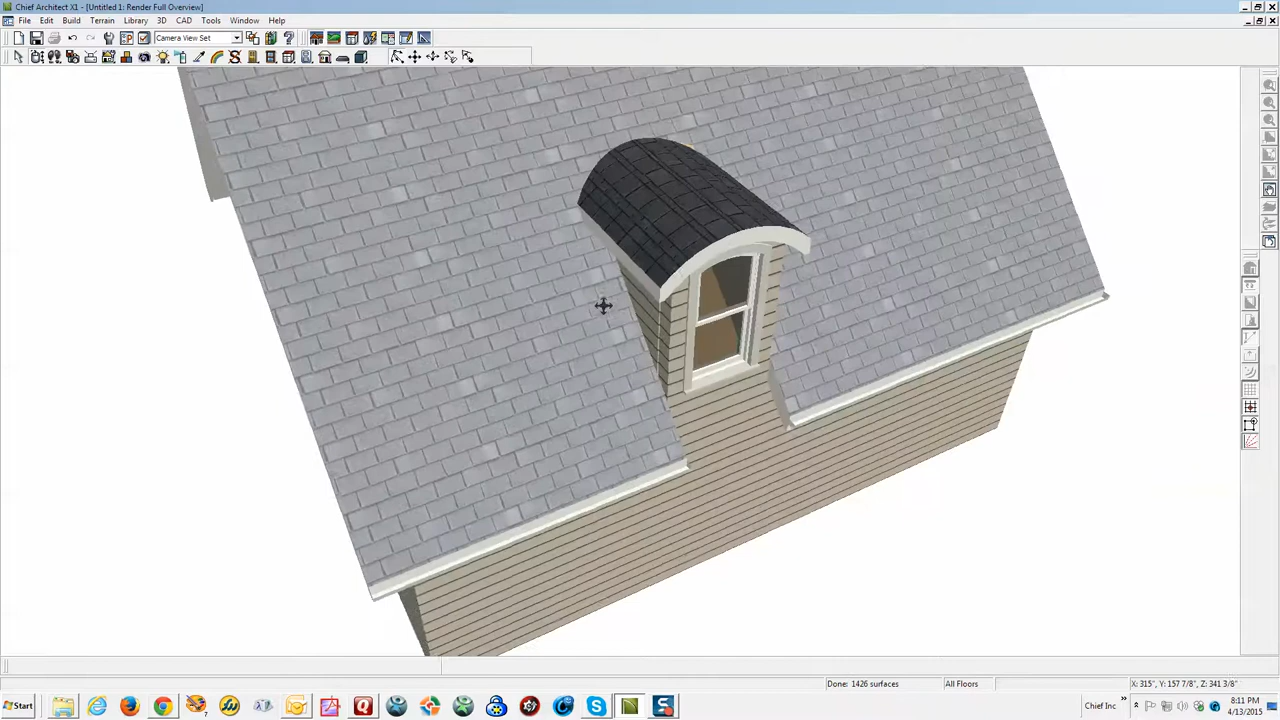 Chief Architect X1 - [Untitled 1: Render Full Overview]
File Edit Build Terrain Library 3D CAD Tools Window Help
Camera View Set
Done: 1426 surfaces All Floors X: 315", Y: 157 7/8", Z: 341 3/8"
Start Chief Inc » 8:11 PM
4/13/2015